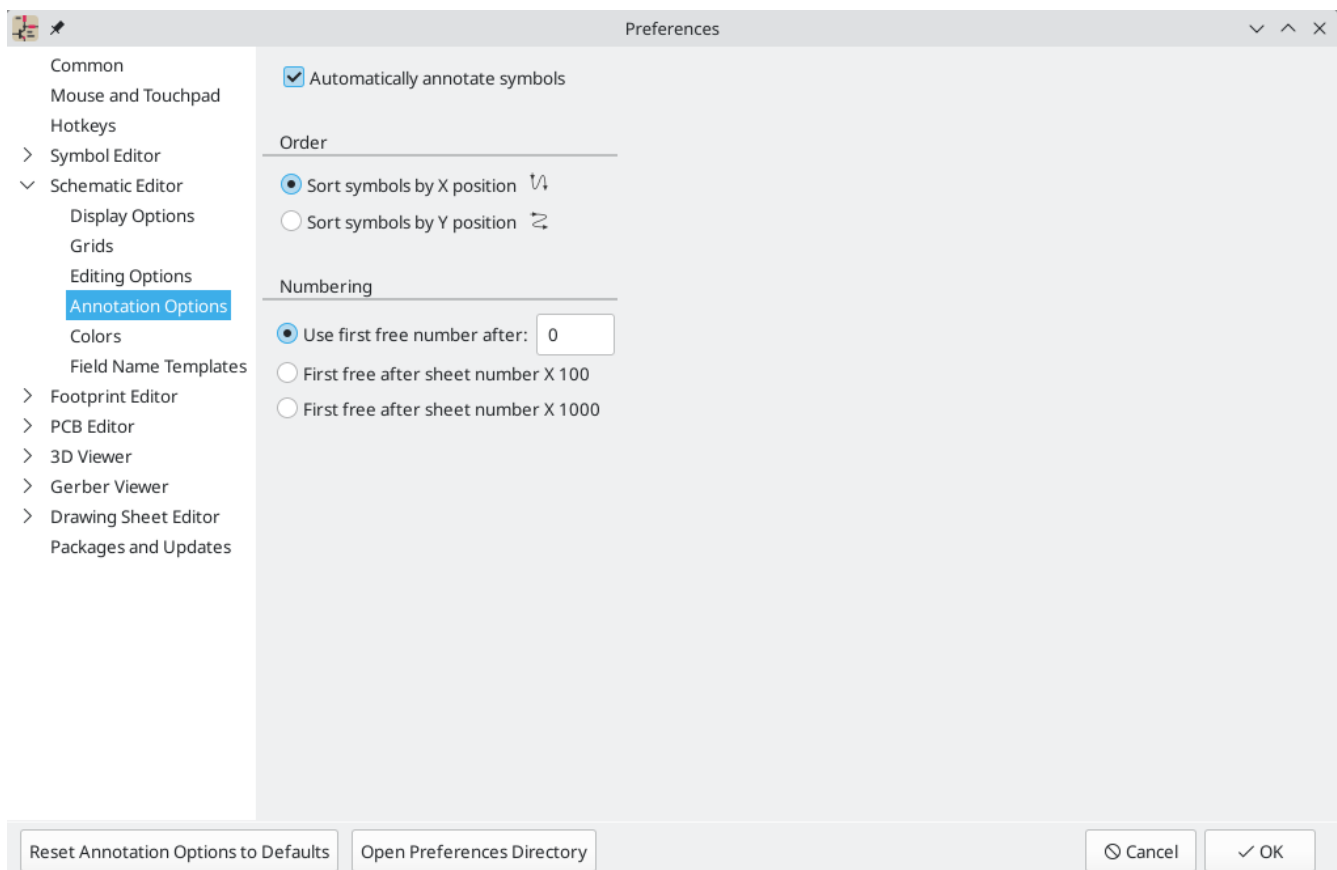 Preferences
Common
Mouse and Touchpad
Hotkeys
Symbol Editor
Schematic Editor
Display Options
Grids
Editing Options
Annotation Options
Colors
Field Name Templates
Footprint Editor
PCB Editor
3D Viewer
Gerber Viewer
Drawing Sheet Editor
Packages and Updates
Automatically annotate symbols
Order
Sort symbols by X position
Sort symbols by Y position
Numbering
Use first free number after: 0
First free after sheet number X 100
First free after sheet number X 1000
Reset Annotation Options to Defaults
Open Preferences Directory
Cancel
OK